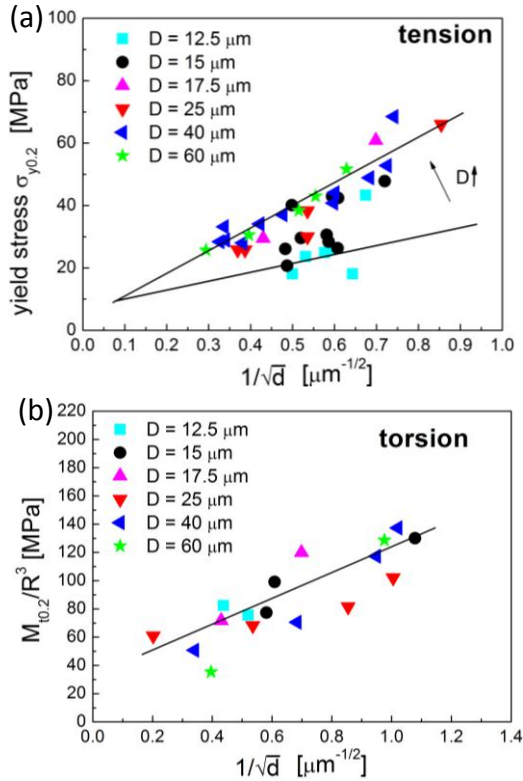 (a)
tension
D = 12.5 μm
D = 15 μm
D = 17.5 μm
D = 25 μm
D = 40 μm
D = 60 μm
D↑
yield stress σy0.2 [MPa]
100
80
60
40
20
0
0.0 0.1 0.2 0.3 0.4 0.5 0.6 0.7 0.8 0.9 1.0
1/√d [μm-1/2]
(b)
torsion
D = 12.5 μm
D = 15 μm
D = 17.5 μm
D = 25 μm
D = 40 μm
D = 60 μm
Mt0.2/R3 [MPa]
220
200
180
160
140
120
100
80
60
40
20
0
0.0 0.2 0.4 0.6 0.8 1.0 1.2 1.4
1/√d [μm-1/2]